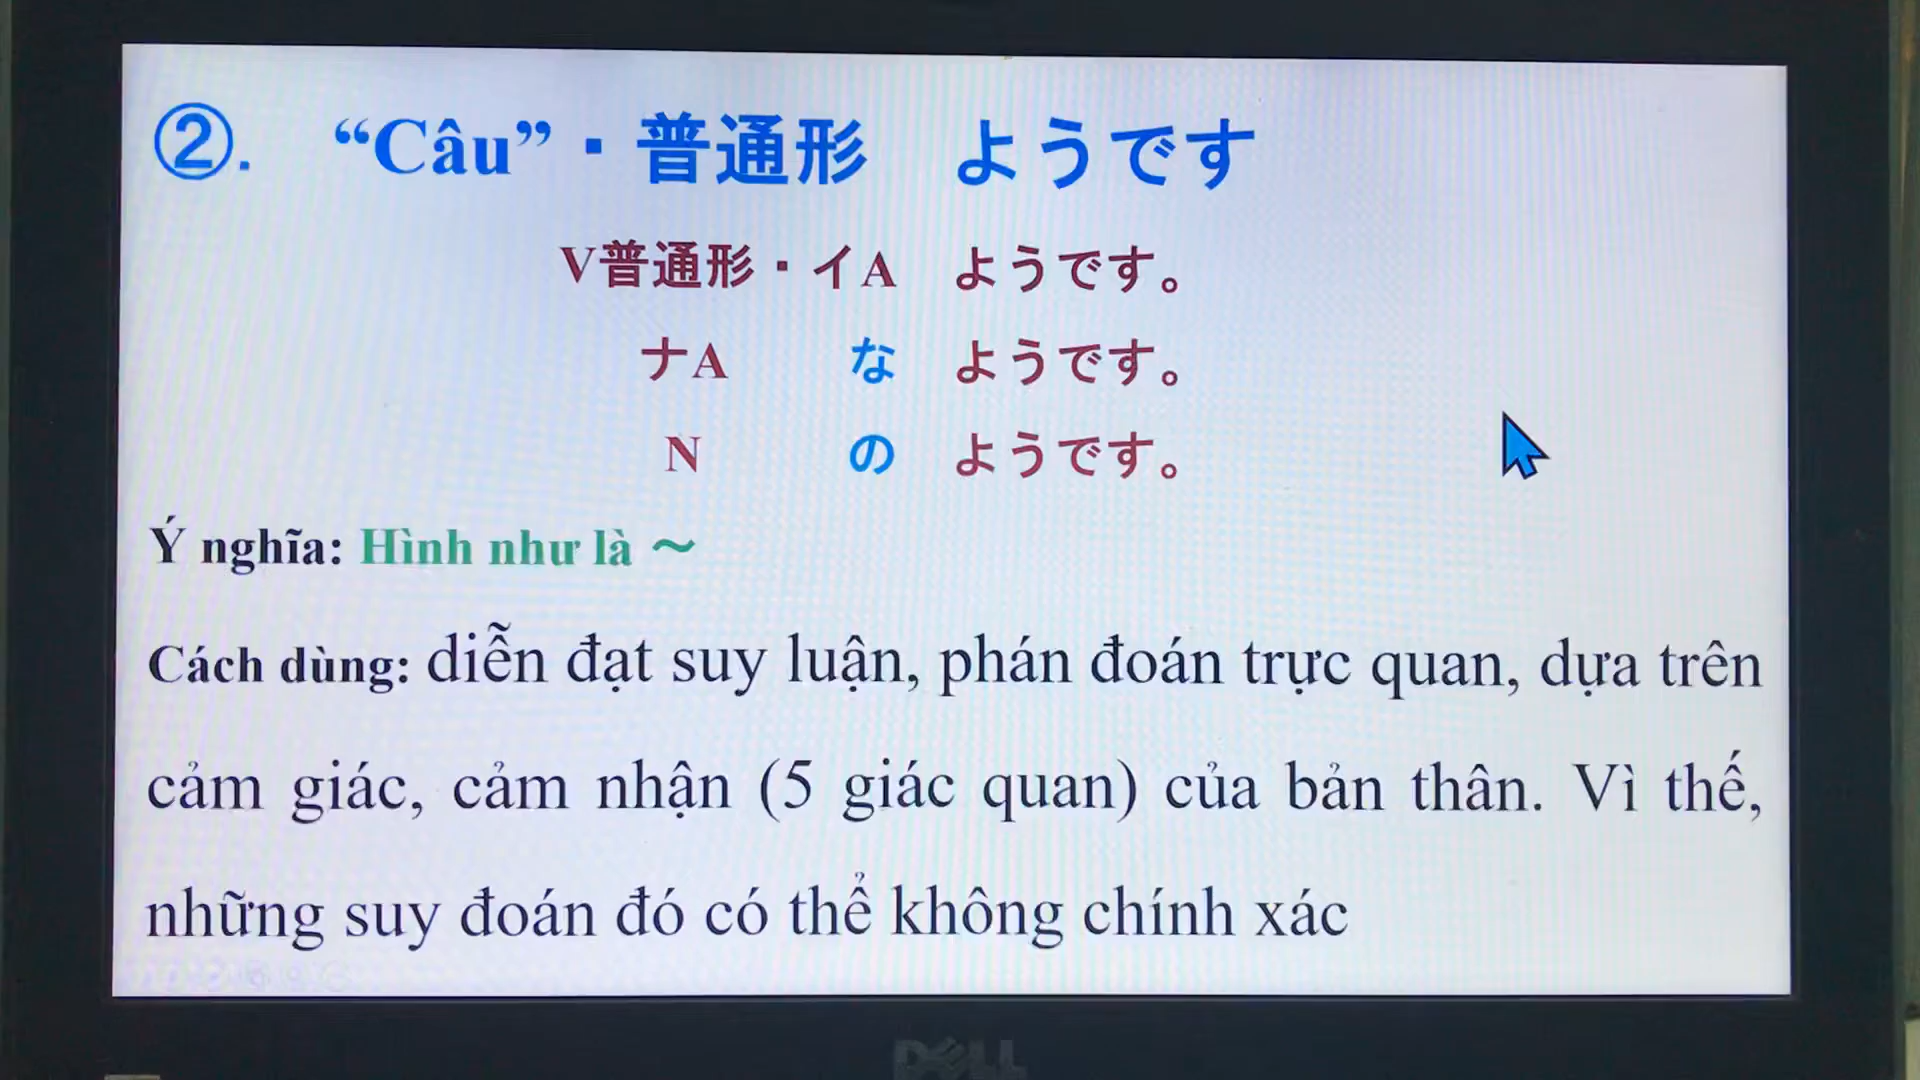 ②. “Câu”・普通形　ようです
V普通形・イA　ようです。
ナA　な　ようです。
N　の　ようです。
Ý nghĩa: Hình như là ～
Cách dùng: diễn đạt suy luận, phán đoán trực quan, dựa trên
cảm giác, cảm nhận (5 giác quan) của bản thân. Vì thế,
những suy đoán đó có thể không chính xác
DELL